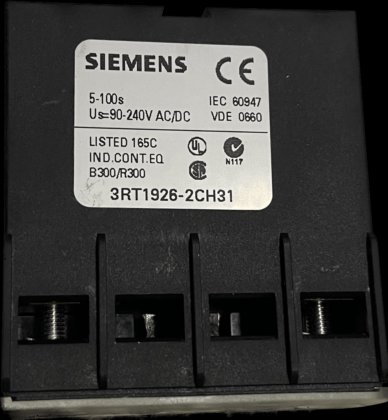 SIEMENS CE
5-100s IEC 60947
Us=90-240V AC/DC VDE 0660
LISTED 165C UL
IND.CONT.EQ N117
B300/R300
3RT1926-2CH31